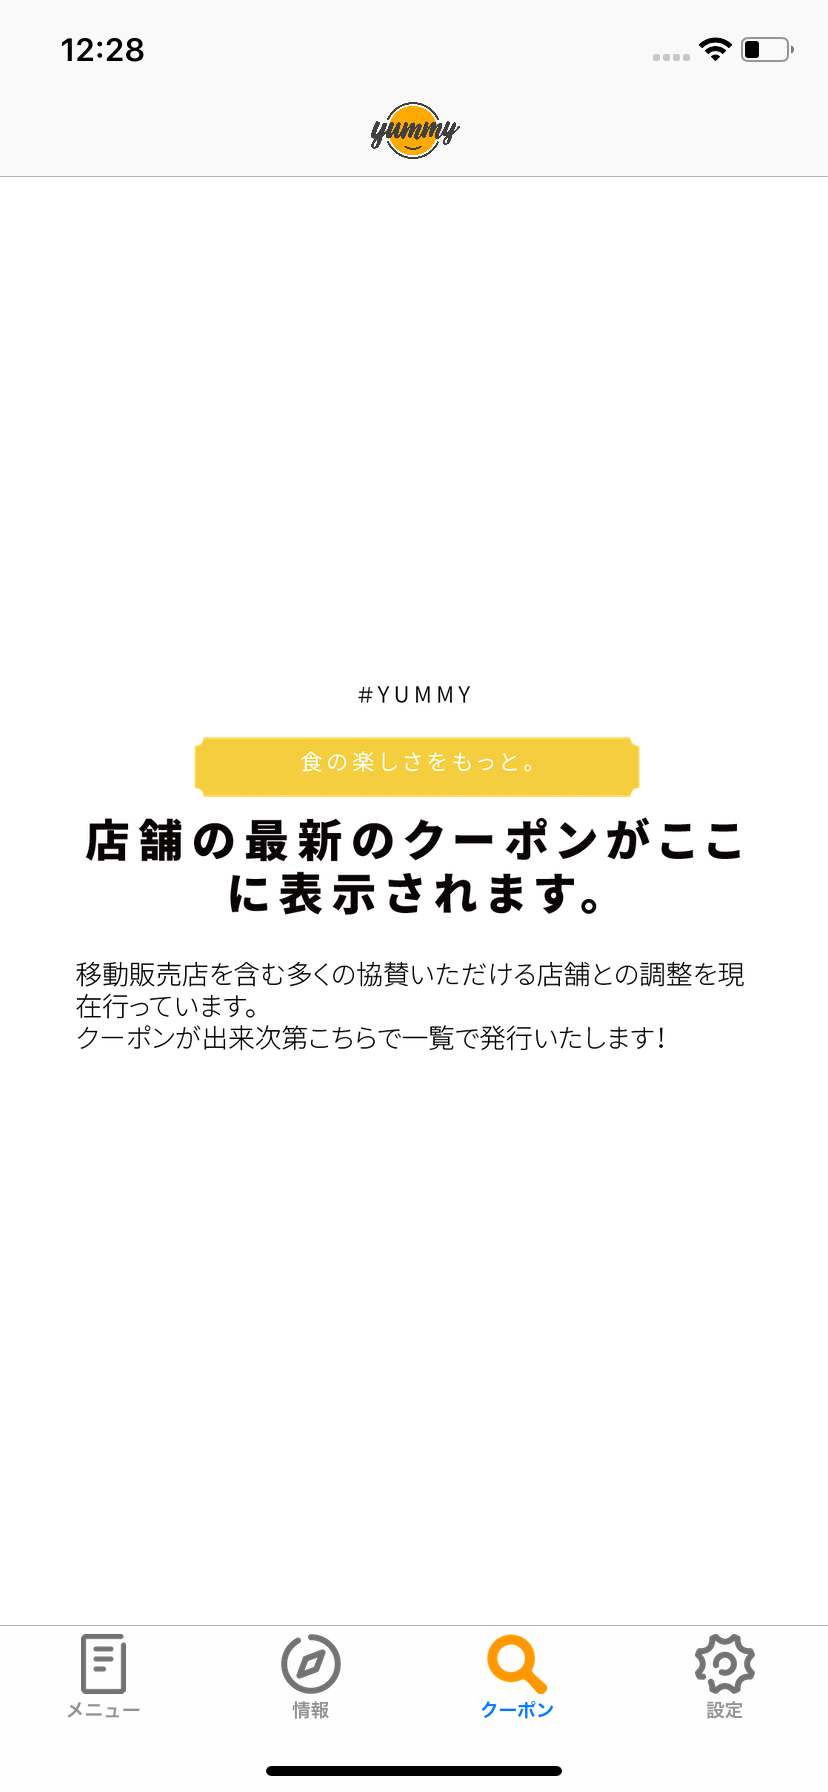 12:28
yummy
#YUMMY
食の楽しさをもっと。
店舗の最新のクーポンがここ
に表示されます。
移動販売店を含む多くの協賛いただける店舗との調整を現
在行っています。
クーポンが出来次第こちらで一覧で発行いたします!
メニュー
情報
クーポン
設定